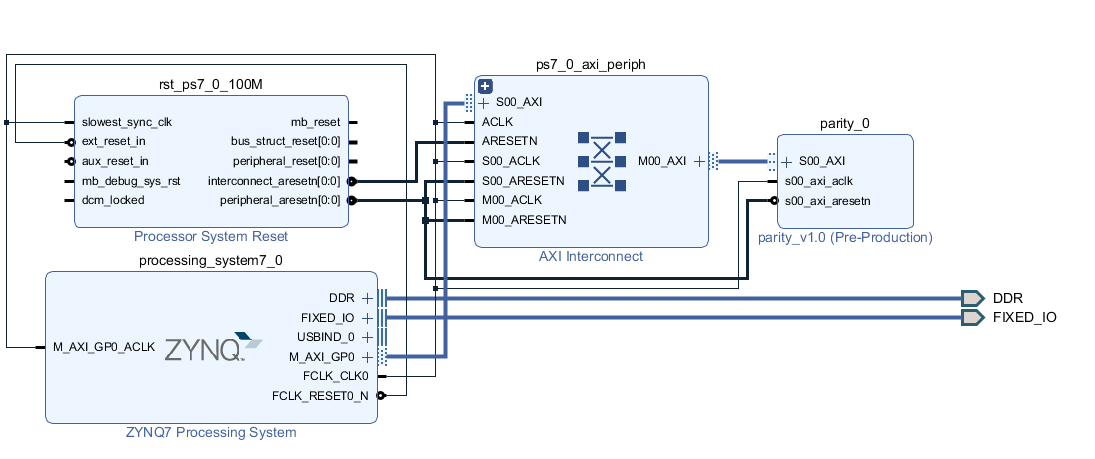 rst_ps7_0_100M
slowest_sync_clk
ext_reset_in
aux_reset_in
mb_debug_sys_rst
dcm_locked
mb_reset
bus_struct_reset[0:0]
peripheral_reset[0:0]
interconnect_aresetn[0:0]
peripheral_aresetn[0:0]
Processor System Reset
ps7_0_axi_periph
S00_AXI
ACLK
ARESETN
S00_ACLK
S00_ARESETN
M00_ACLK
M00_ARESETN
M00_AXI
AXI Interconnect
parity_0
S00_AXI
s00_axi_aclk
s00_axi_aresetn
parity_v1.0 (Pre-Production)
processing_system7_0
M_AXI_GP0_ACLK
ZYNQ
DDR
FIXED_IO
USBIND_0
M_AXI_GP0
FCLK_CLK0
FCLK_RESET0_N
ZYNQ7 Processing System
DDR
FIXED_IO